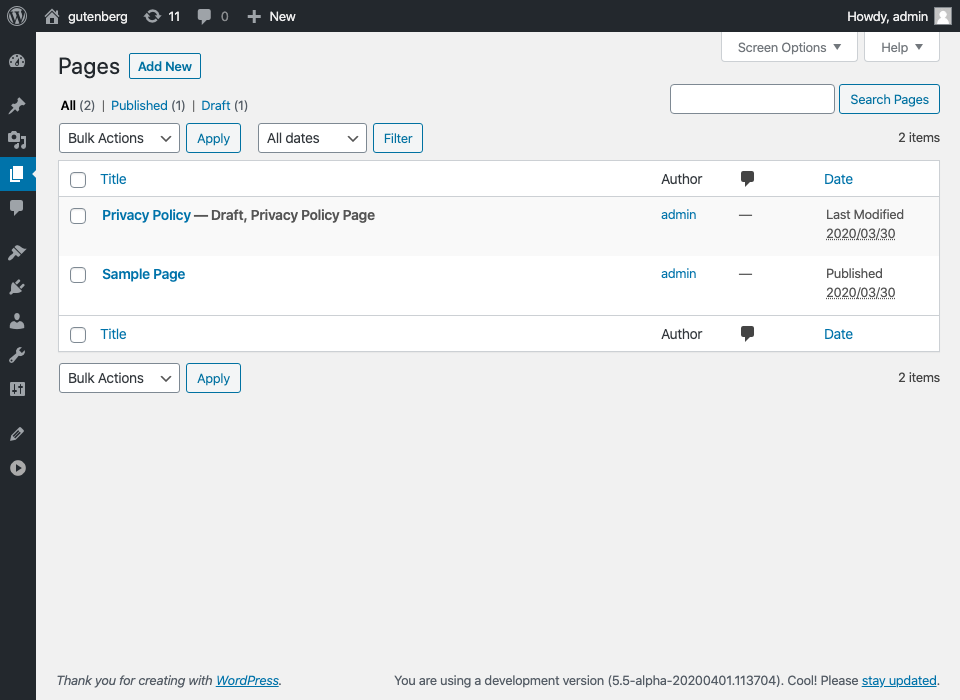 gutenberg 11 0 New Howdy, admin
Screen Options Help
Pages Add New
All (2) | Published (1) | Draft (1)
Search Pages
Bulk Actions Apply All dates Filter 2 items
Title Author Date
Privacy Policy — Draft, Privacy Policy Page admin — Last Modified
2020/03/30
Sample Page admin — Published
2020/03/30
Title Author Date
Bulk Actions Apply 2 items
Thank you for creating with WordPress. You are using a development version (5.5-alpha-20200401.113704). Cool! Please stay updated.